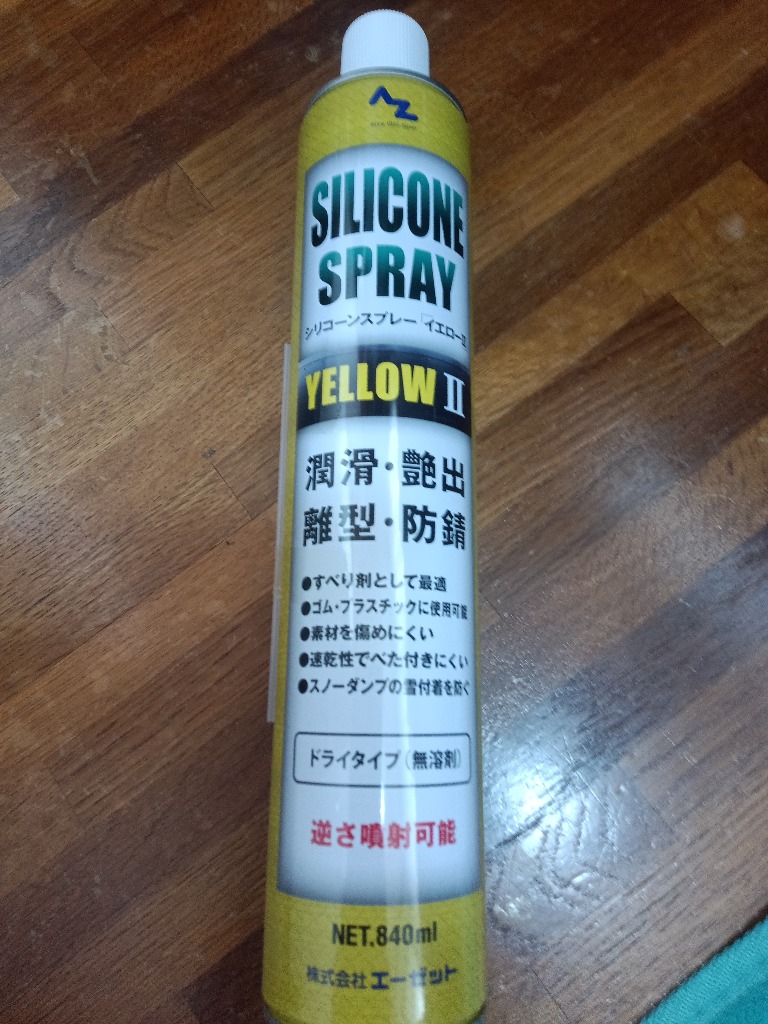 AZ
SILICONE
SPRAY
シリコーンスプレー「イエローⅡ
YELLOW Ⅱ
潤滑・艶出
離型・防錆
●すべり剤として最適
●ゴム・プラスチックに使用可能
●素材を傷めにくい
●速乾性でべた付きにくい
●スノーダンプの雪付着を防ぐ
ドライタイプ（無溶剤）
逆さ噴射可能
NET.840ml
株式会社エーゼット